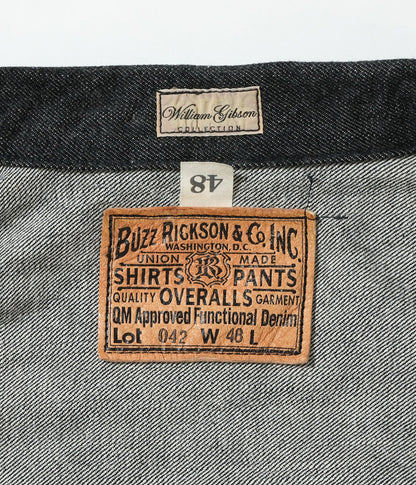 William Gibson
COLLECTION
48
BUZZ RICKSON & Co. INC.
WASHINGTON, D.C.
UNION MADE
SHIRTS BR PANTS
QUALITY OVERALLS GARMENT
QM Approved Functional Denim
Lot 042 W 48 L